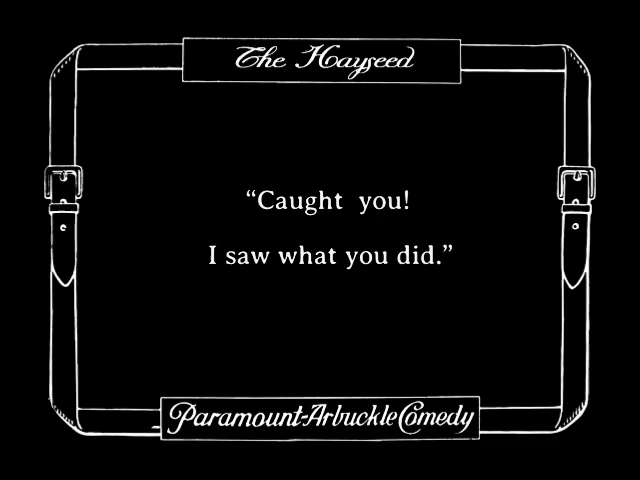 The Hayseed
“Caught you!
I saw what you did.”
Paramount-Arbuckle Comedy